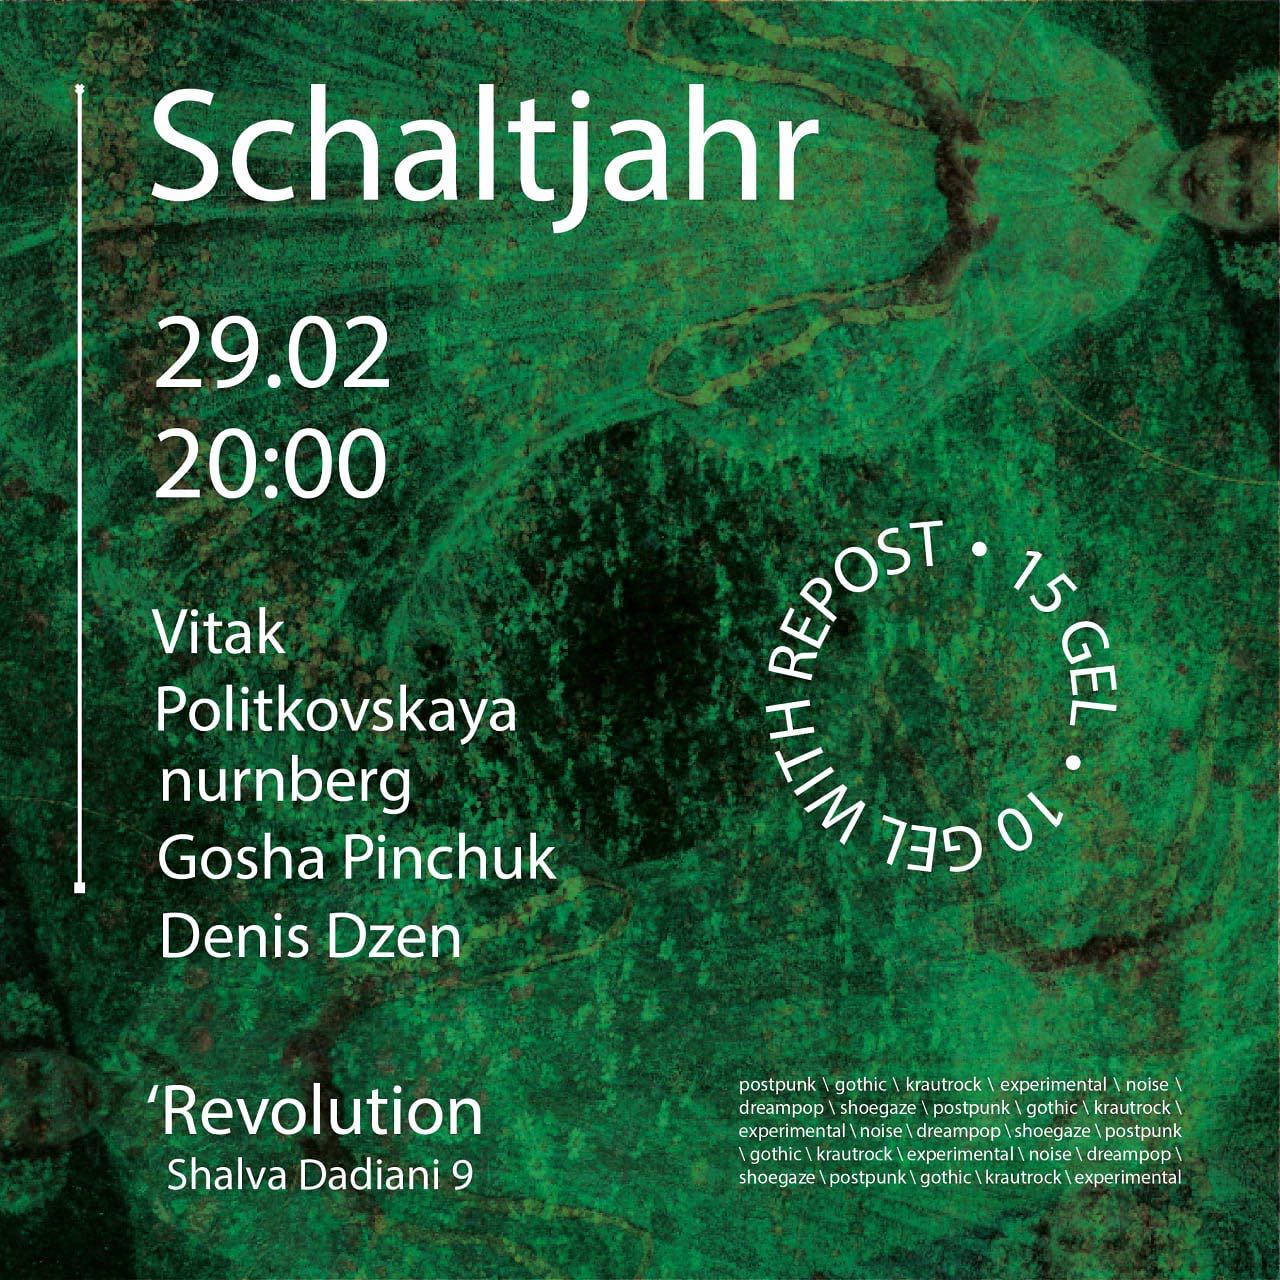 Schaltjahr
29.02
20:00
Vitak
Politkovskaya
nurnberg
Gosha Pinchuk
Denis Dzen
15 GEL • 10 GEL WITH REPOST •
‘Revolution
Shalva Dadiani 9
postpunk \ gothic \ krautrock \ experimental \ noise \
dreampop \ shoegaze \ postpunk \ gothic \ krautrock \
experimental \ noise \ dreampop \ shoegaze \ postpunk
\ gothic \ krautrock \ experimental \ noise \ dreampop \
shoegaze \ postpunk \ gothic \ krautrock \ experimental